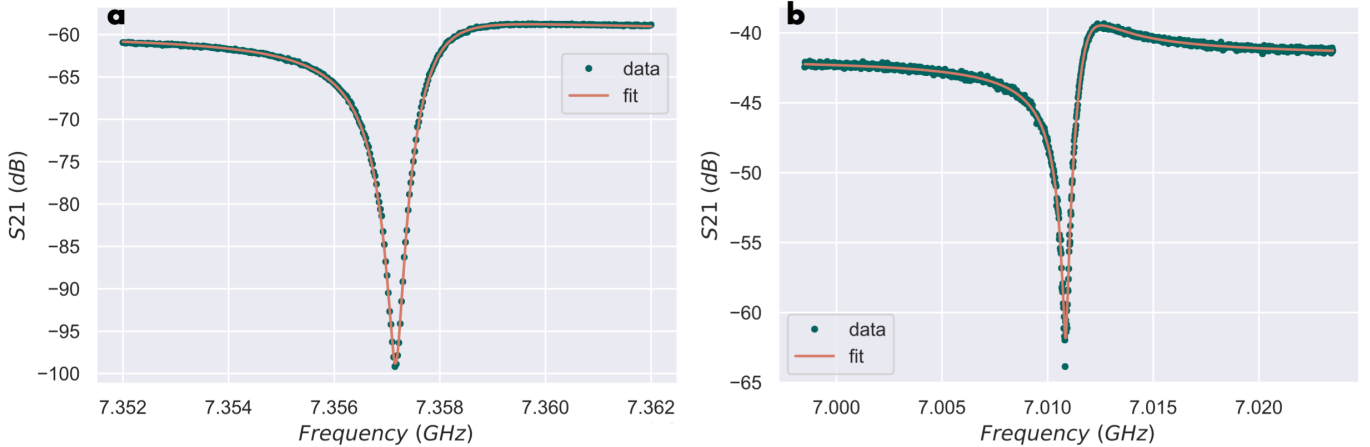 a
−60
−65
−70
−75
−80
−85
−90
−95
−100
S21 (dB)
data
fit
7.352 7.354 7.356 7.358 7.360 7.362
Frequency (GHz)
b
−40
−45
−50
−55
−60
−65
S21 (dB)
data
fit
7.000 7.005 7.010 7.015 7.020
Frequency (GHz)